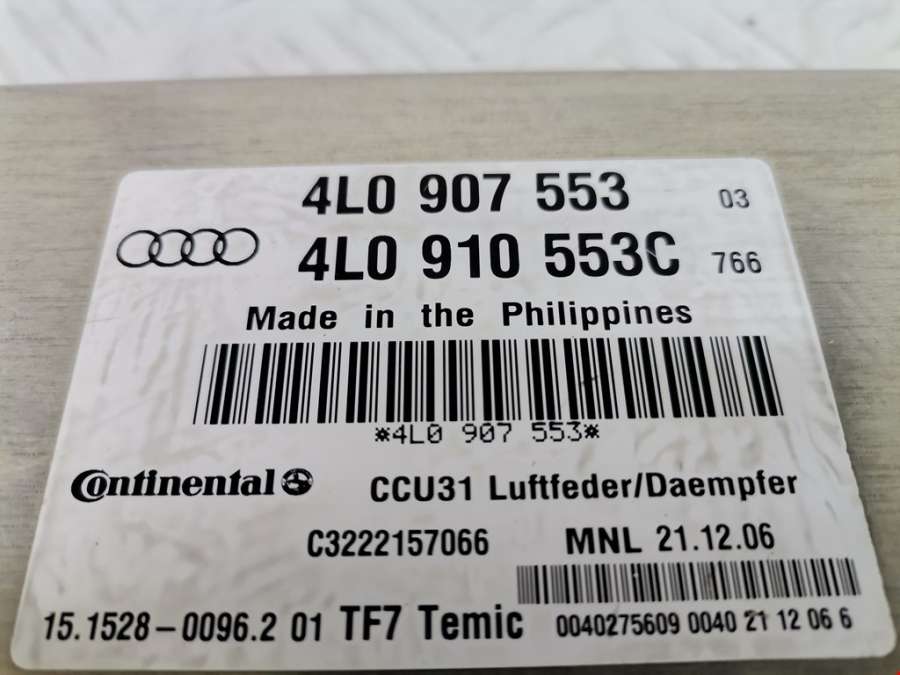 4L0 907 553 03
4L0 910 553C 766
Made in the Philippines
*4L0 907 553*
Continental CCU31 Luftfeder/Daempfer
C3222157066 MNL 21.12.06
15.1528-0096.2 01 TF7 Temic 0040275609 0040 21 12 06 6